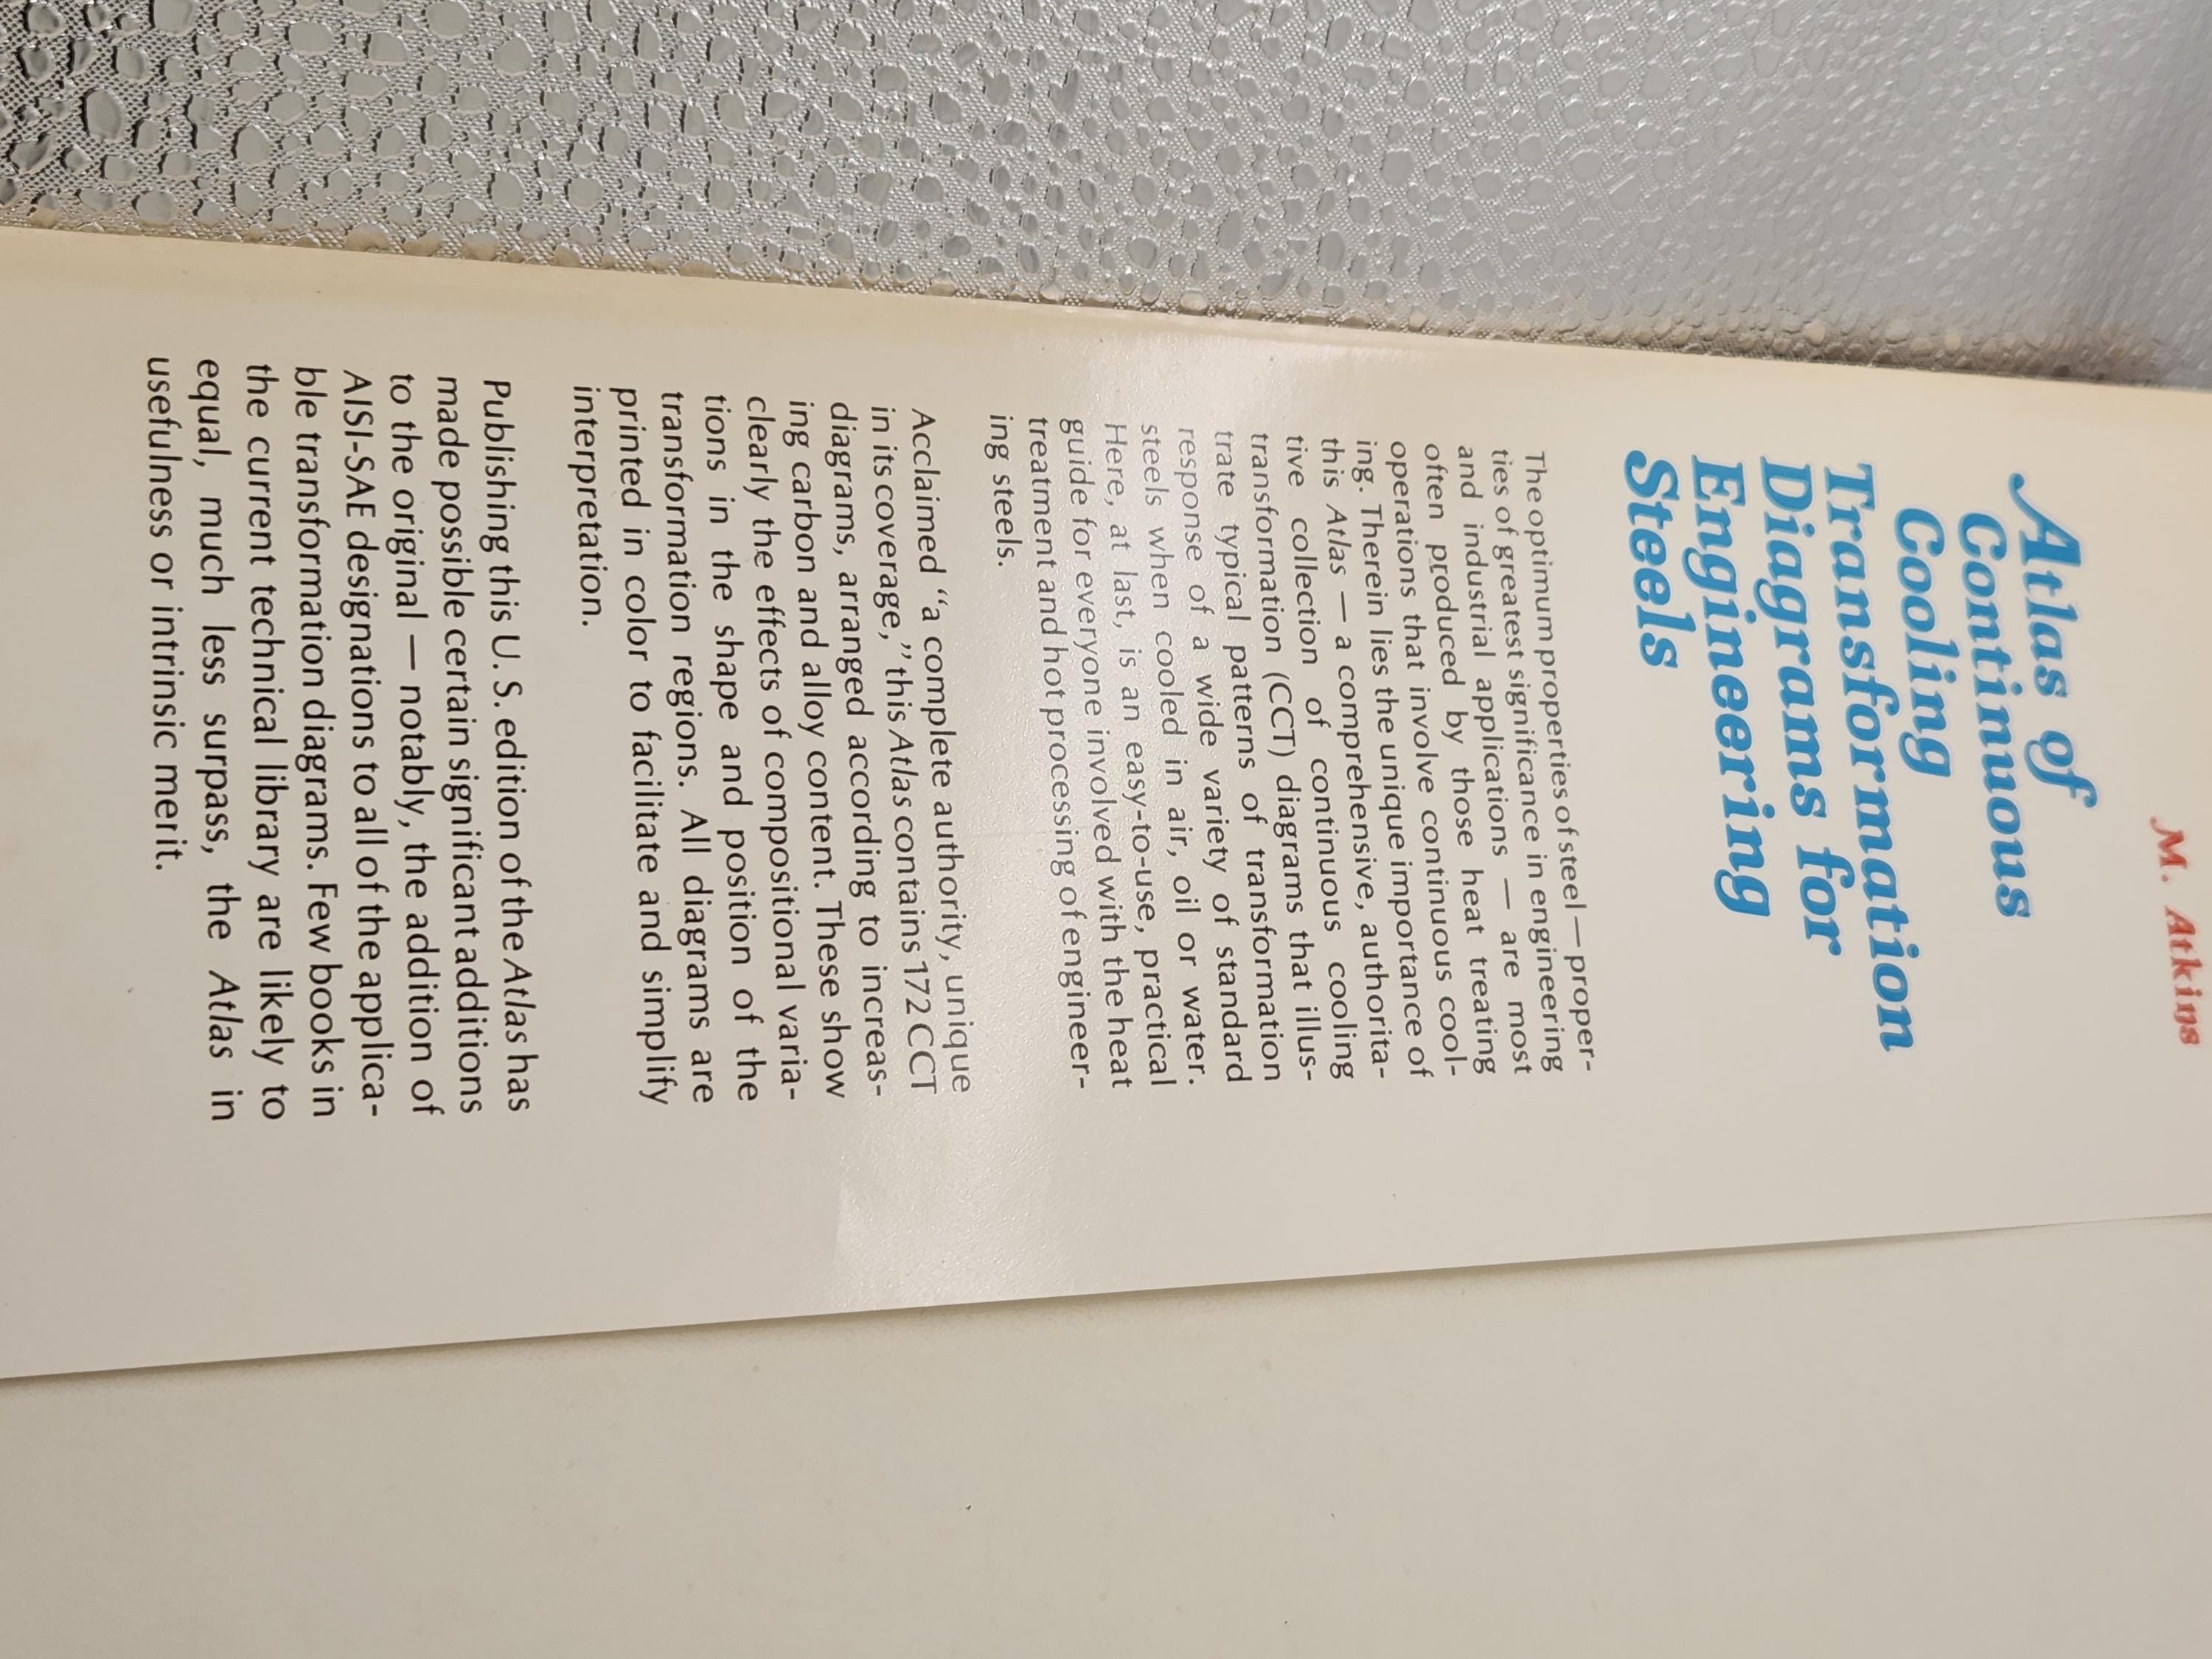 M. Atkins
Atlas of
Continuous
Cooling
Transformation
Diagrams for
Engineering
Steels
The optimum properties of steel — proper-
ties of greatest significance in engineering
and industrial applications — are most
often produced by those heat treating
operations that involve continuous cool-
ing. Therein lies the unique importance of
this Atlas — a comprehensive, authorita-
tive collection of continuous cooling
transformation (CCT) diagrams that illus-
trate typical patterns of transformation
response of a wide variety of standard
steels when cooled in air, oil or water.
Here, at last, is an easy-to-use, practical
guide for everyone involved with the heat
treatment and hot processing of engineer-
ing steels.
Acclaimed “a complete authority, unique
in its coverage,” this Atlas contains 172 CCT
diagrams, arranged according to increas-
ing carbon and alloy content. These show
clearly the effects of compositional varia-
tions in the shape and position of the
transformation regions. All diagrams are
printed in color to facilitate and simplify
interpretation.
Publishing this U. S. edition of the Atlas has
made possible certain significant additions
to the original — notably, the addition of
AISI-SAE designations to all of the applica-
ble transformation diagrams. Few books in
the current technical library are likely to
equal, much less surpass, the Atlas in
usefulness or intrinsic merit.